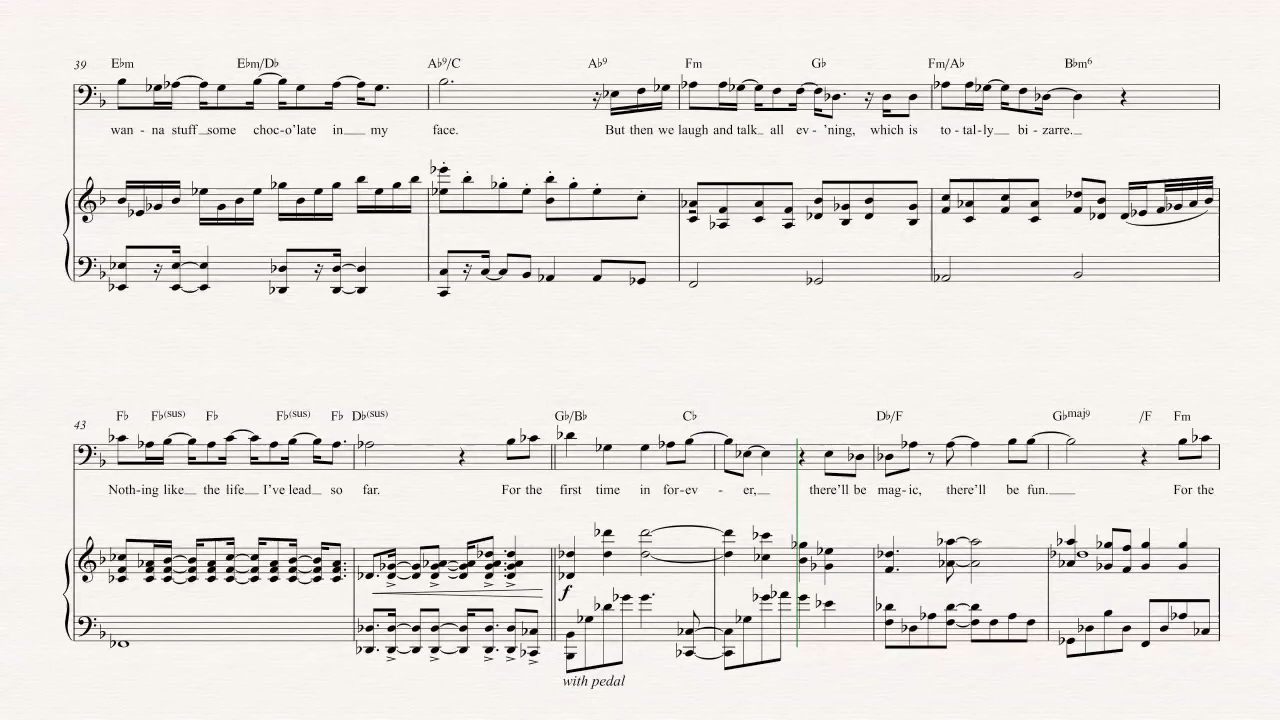 39 E♭m E♭m/D♭ A♭9/C A♭9 Fm G♭ Fm/A♭ B♭m6
wan - na stuff some choc-o'late in my face. But then we laugh and talk all ev - 'ning, which is to - tal-ly bi - zarre.
43 F♭ F♭(sus) F♭ F♭(sus) F♭ D♭(sus) G♭/B♭ C♭ D♭/F G♭maj9 /F Fm
Noth-ing like the life I've lead so far. For the first time in for-ev - er, there'll be mag-ic, there'll be fun. For the
f
with pedal